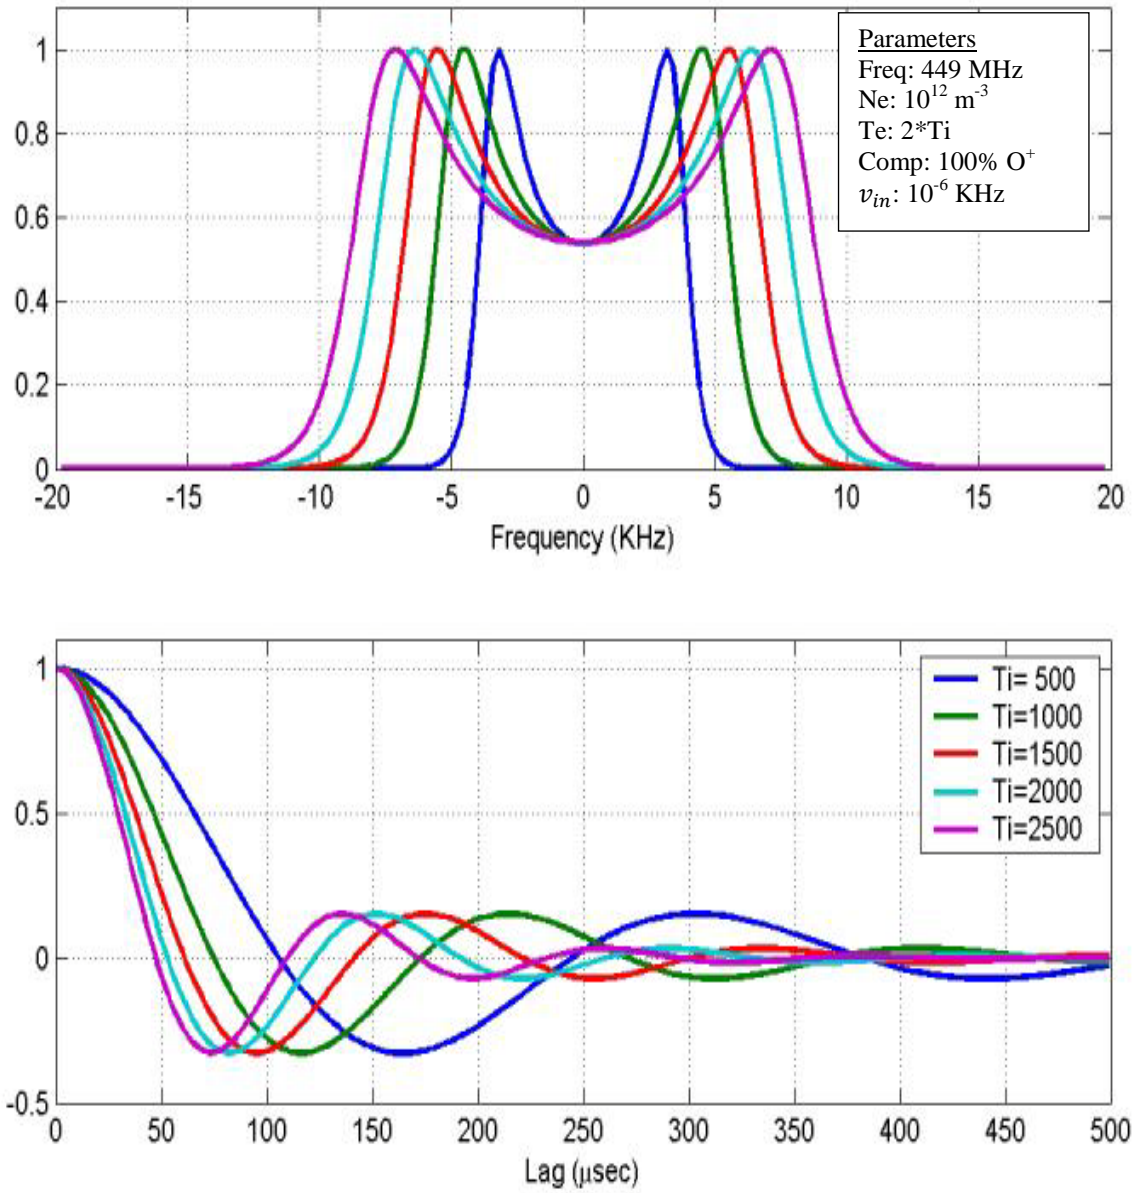 1
0.8
0.6
0.4
0.2
0
-20
-15
-10
-5
0
5
10
15
20
Frequency (KHz)
Parameters
Freq: 449 MHz
Ne: 10¹² m⁻³
Te: 2*Ti
Comp: 100% O⁺
𝑣ᵢₙ: 10⁻⁶ KHz
1
0.5
0
-0.5
0
50
100
150
200
250
300
350
400
450
500
Lag (μsec)
Ti= 500
Ti=1000
Ti=1500
Ti=2000
Ti=2500